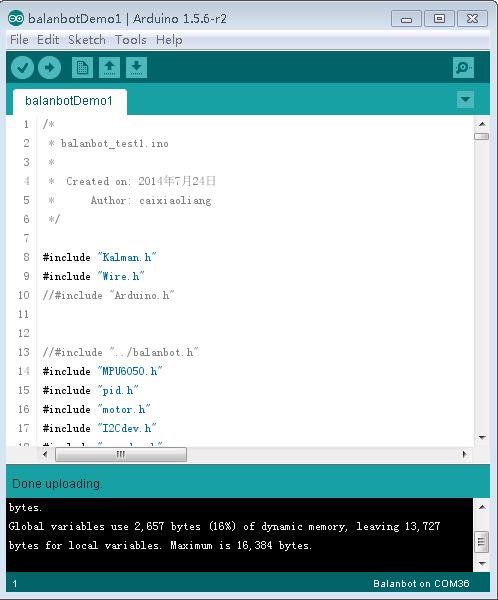 balanbotDemo1 | Arduino 1.5.6-r2
File Edit Sketch Tools Help
balanbotDemo1
1 /*
2 * balanbot_test1.ino
3 *
4 * Created on: 2014年7月24日
5 * Author: caixiaoliang
6 */
7
8 #include "Kalman.h"
9 #include "Wire.h"
10 //#include "Arduino.h"
11
12
13 //#include "../balanbot.h"
14 #include "MPU6050.h"
15 #include "pid.h"
16 #include "motor.h"
17 #include "I2Cdev.h"
Done uploading.
bytes.
Global variables use 2,657 bytes (16%) of dynamic memory, leaving 13,727
bytes for local variables. Maximum is 16,384 bytes.
1 Balanbot on COM36